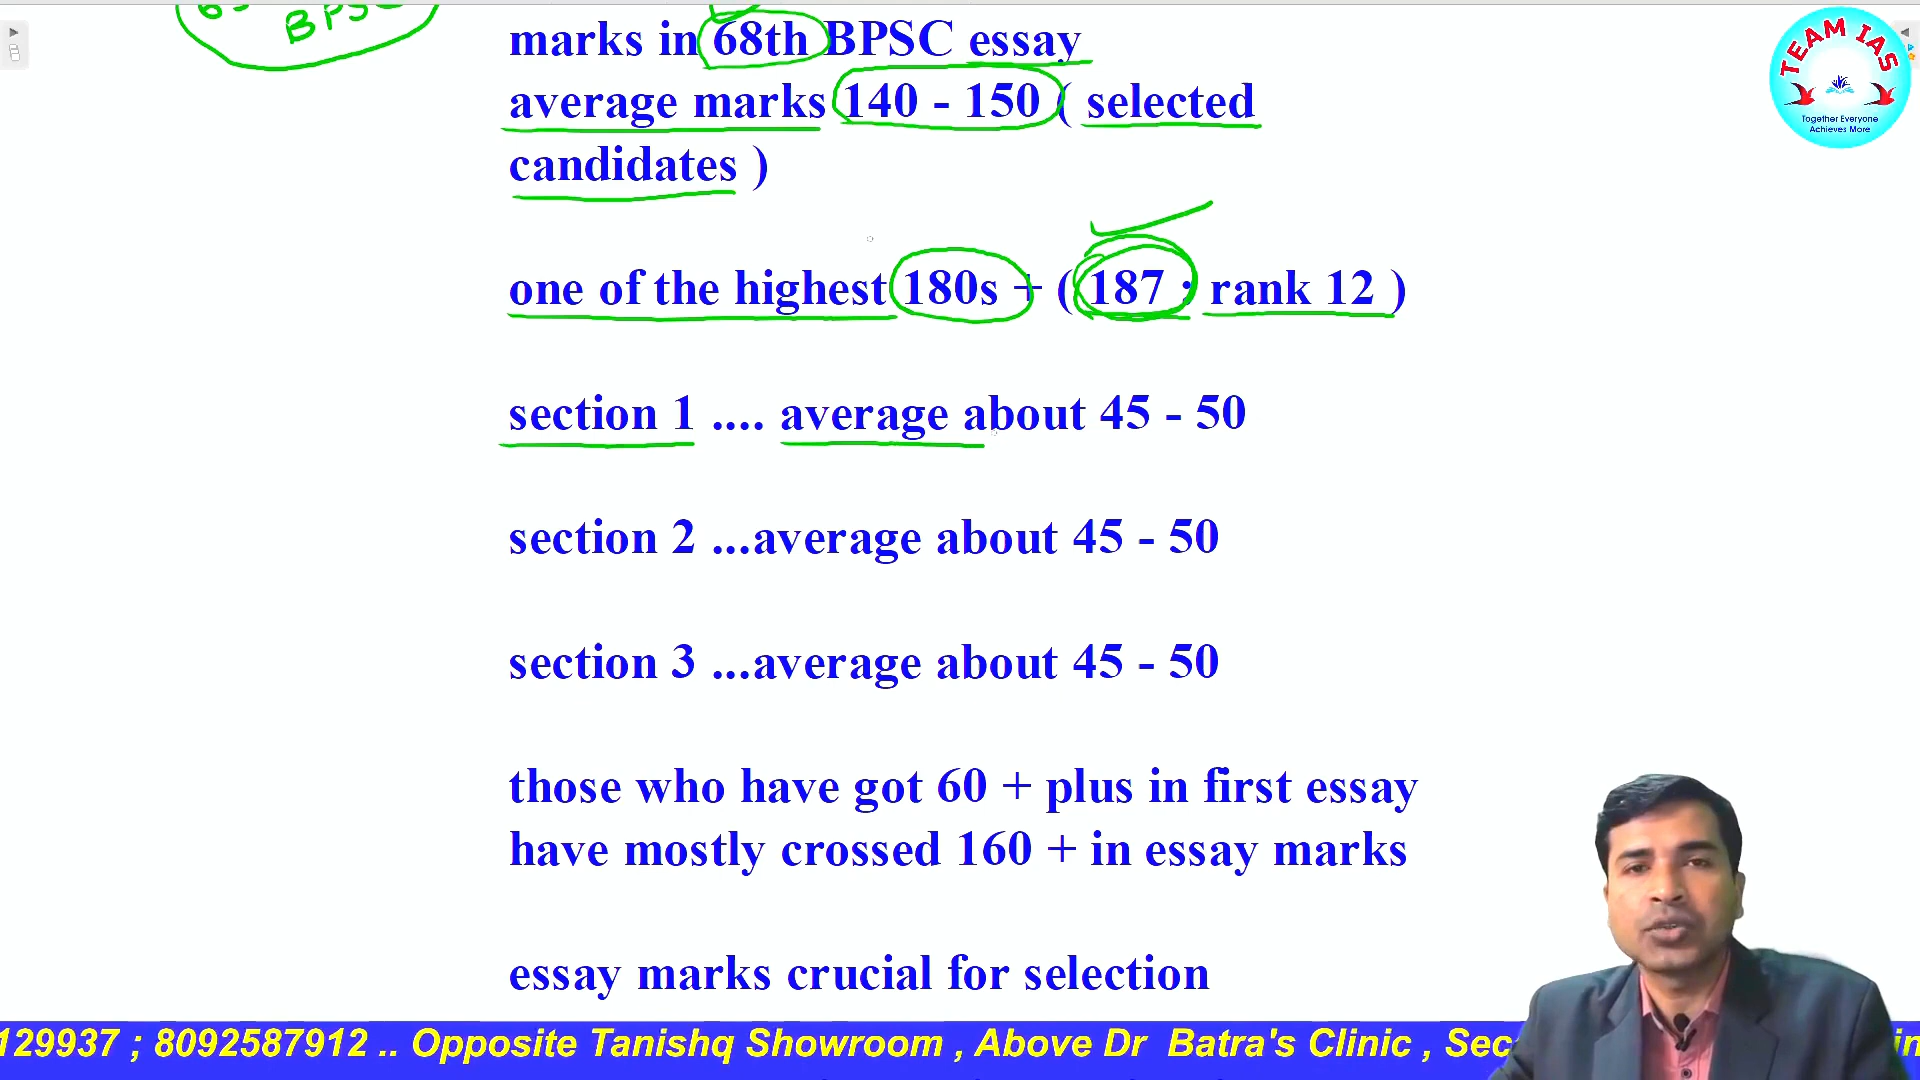 BPSC
marks in 68th BPSC essay
average marks 140 - 150 ( selected
candidates )
one of the highest 180s + ( 187 ; rank 12 )
section 1 .... average about 45 - 50
section 2 ...average about 45 - 50
section 3 ...average about 45 - 50
those who have got 60 + plus in first essay
have mostly crossed 160 + in essay marks
essay marks crucial for selection
TEAM IAS
Together Everyone
Achieves More
129937 ; 8092587912 .. Opposite Tanishq Showroom , Above Dr Batra's Clinic , Sec